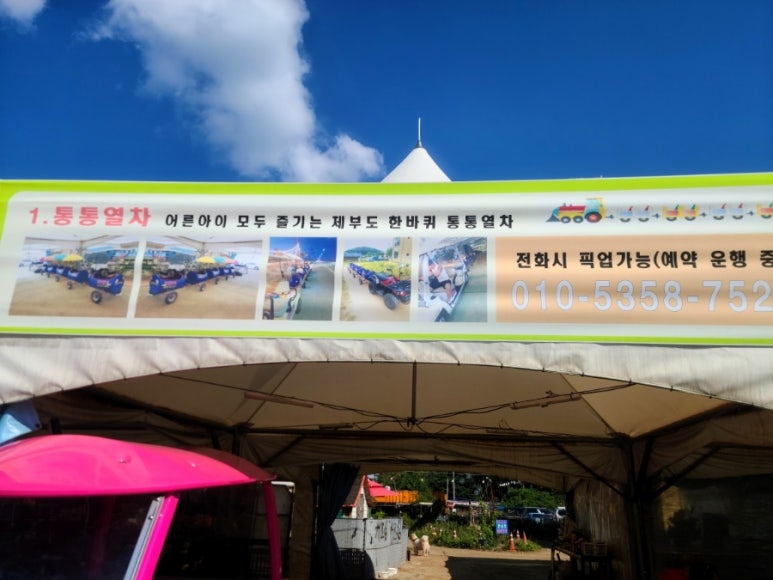 1.통통열차 어른아이 모두 즐기는 제부도 한바퀴 통통열차
전화시 픽업가능(예약 운행 중
010-5358-752